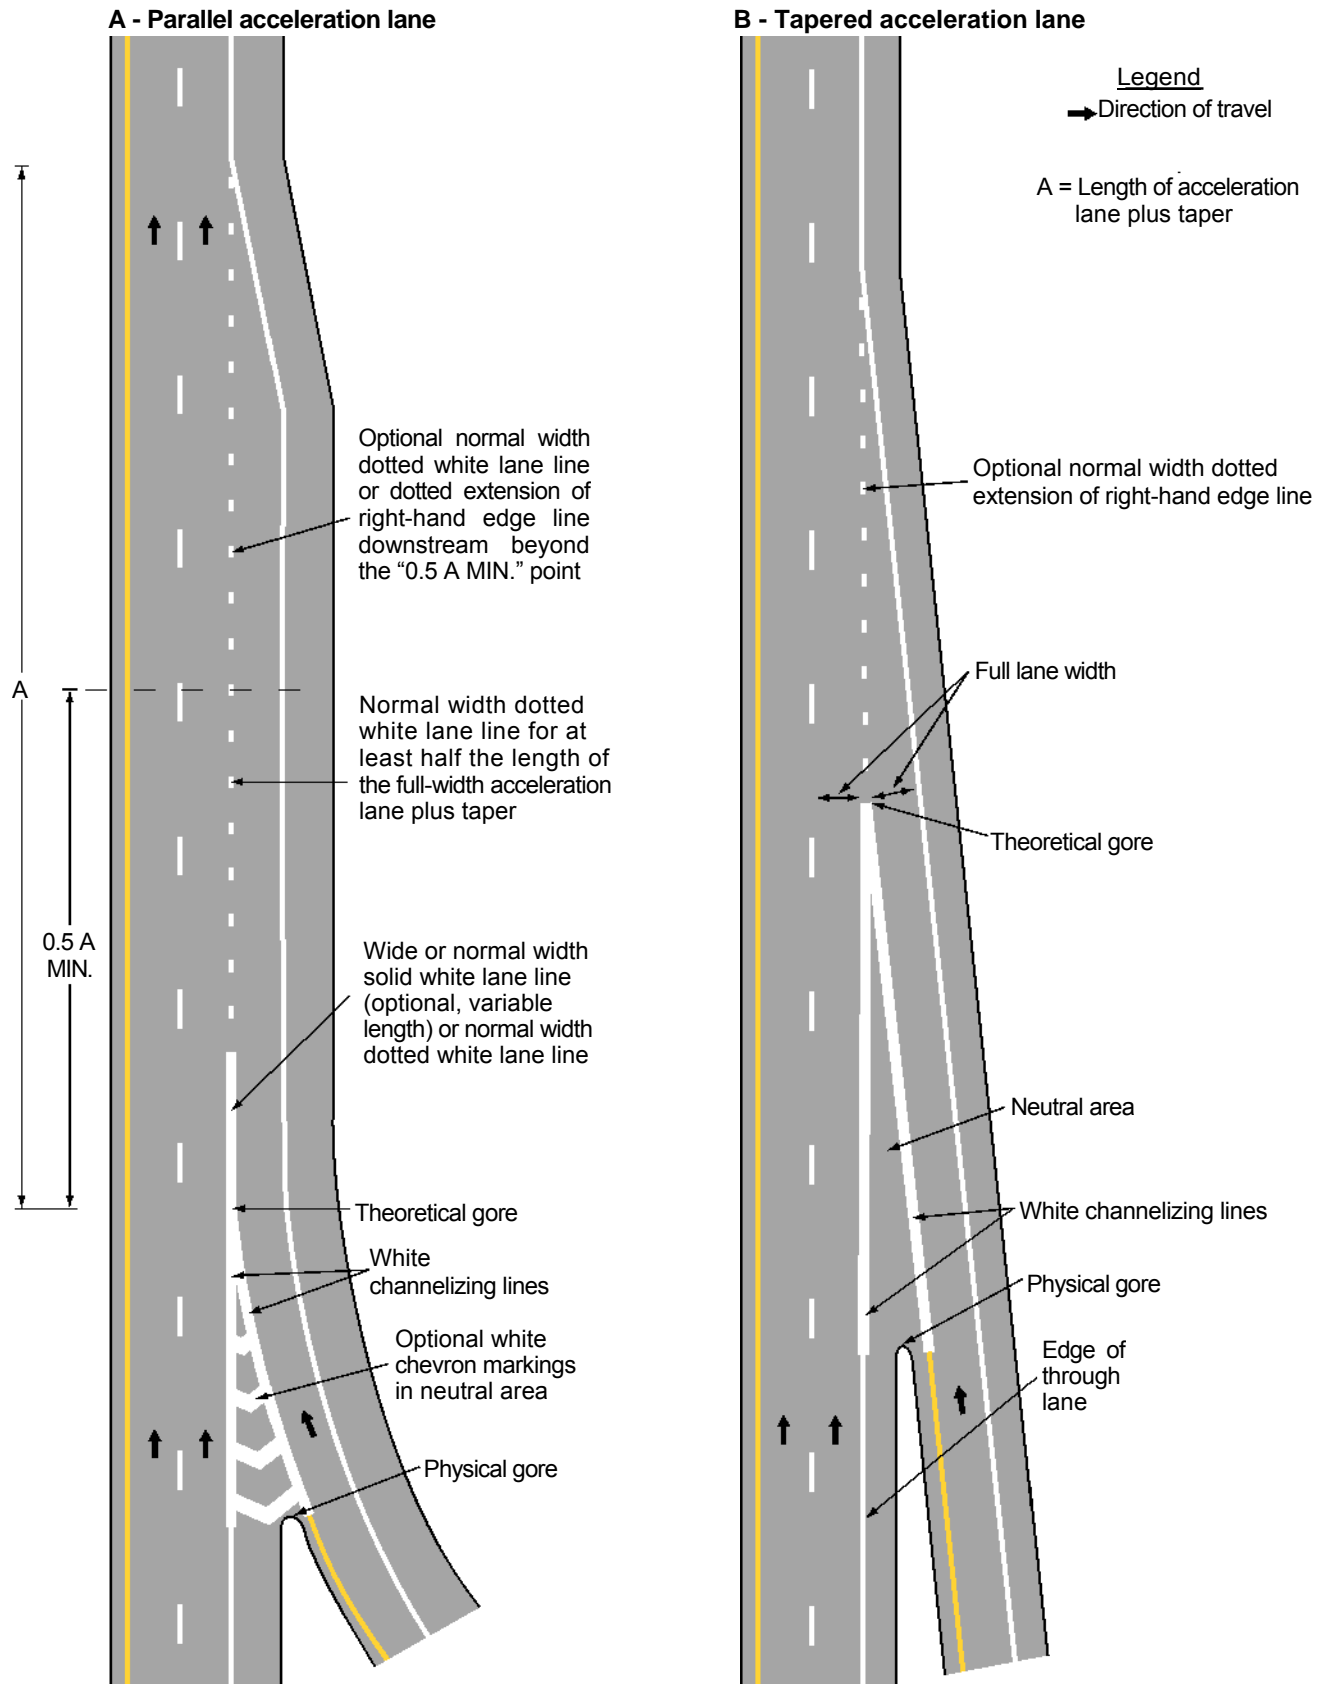 A - Parallel acceleration lane
B - Tapered acceleration lane
Legend
Direction of travel
A = Length of acceleration
lane plus taper
Optional normal width
dotted white lane line
or dotted extension of
right-hand edge line
downstream beyond
the “0.5 A MIN.” point
A
Normal width dotted
white lane line for at
least half the length of
the full-width acceleration
lane plus taper
0.5 A
MIN.
Wide or normal width
solid white lane line
(optional, variable
length) or normal width
dotted white lane line
Theoretical gore
White
channelizing lines
Optional white
chevron markings
in neutral area
Physical gore
Optional normal width dotted
extension of right-hand edge line
Full lane width
Theoretical gore
Neutral area
White channelizing lines
Physical gore
Edge of
through
lane